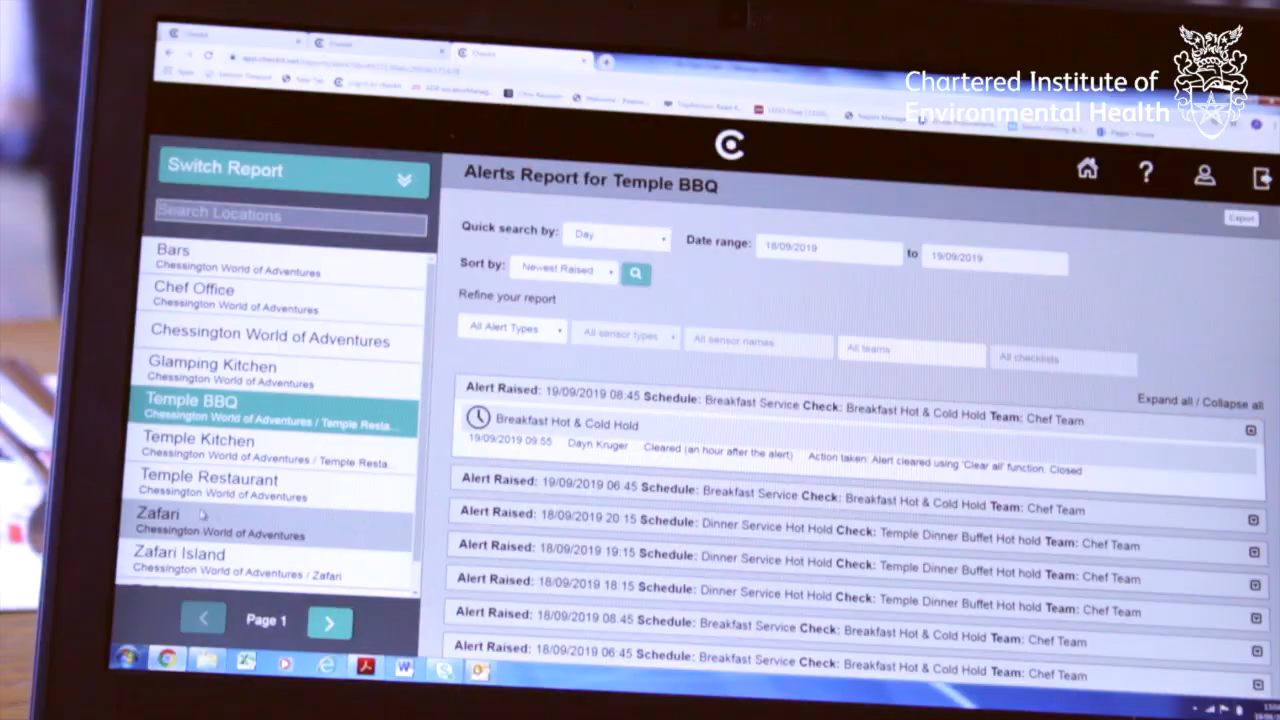 Chartered Institute of
Environmental Health
Switch Report
Search Locations
Bars
Chessington World of Adventures
Chef Office
Chessington World of Adventures
Chessington World of Adventures
Glamping Kitchen
Chessington World of Adventures
Temple BBQ
Chessington World of Adventures / Temple Resta...
Temple Kitchen
Chessington World of Adventures / Temple Resta...
Temple Restaurant
Chessington World of Adventures
Zafari
Chessington World of Adventures
Zafari Island
Chessington World of Adventures / Zafari
Page 1
Alerts Report for Temple BBQ
Export
Quick search by: Day Date range: 18/09/2019 to 19/09/2019
Sort by: Newest Raised
Refine your report
All Alert Types All sensor types All sensor names All teams All checklists
Expand all / Collapse all
Alert Raised: 19/09/2019 08:45 Schedule: Breakfast Service Check: Breakfast Hot & Cold Hold Team: Chef Team
Breakfast Hot & Cold Hold
19/09/2019 09:55 Dayn Kruger Cleared (an hour after the alert) Action taken: Alert cleared using 'Clear all' function. Closed
Alert Raised: 19/09/2019 06:45 Schedule: Breakfast Service Check: Breakfast Hot & Cold Hold Team: Chef Team
Alert Raised: 18/09/2019 20:15 Schedule: Dinner Service Hot Hold Check: Temple Dinner Buffet Hot hold Team: Chef Team
Alert Raised: 18/09/2019 19:15 Schedule: Dinner Service Hot Hold Check: Temple Dinner Buffet Hot hold Team: Chef Team
Alert Raised: 18/09/2019 18:15 Schedule: Dinner Service Hot Hold Check: Temple Dinner Buffet Hot hold Team: Chef Team
Alert Raised: 18/09/2019 08:45 Schedule: Breakfast Service Check: Breakfast Hot & Cold Hold Team: Chef Team
Alert Raised: 18/09/2019 06:45 Schedule: Breakfast Service Check: Breakfast Hot & Cold Hold Team: Chef Team